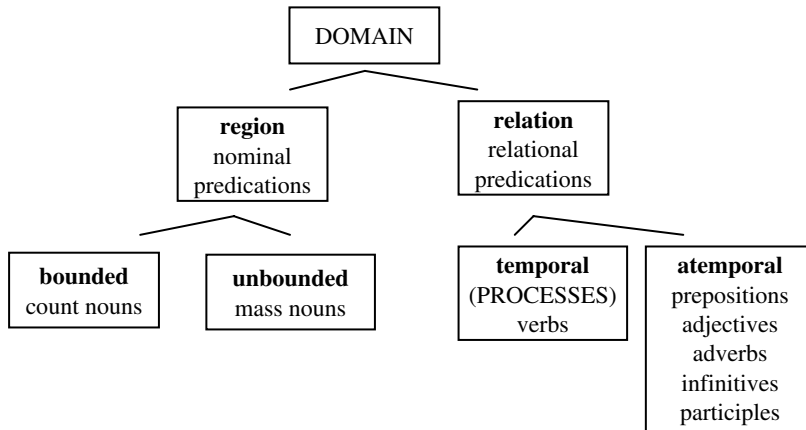 DOMAIN
region
nominal
predications
relation
relational
predications
bounded
count nouns
unbounded
mass nouns
temporal
(PROCESSES)
verbs
atemporal
prepositions
adjectives
adverbs
infinitives
participles